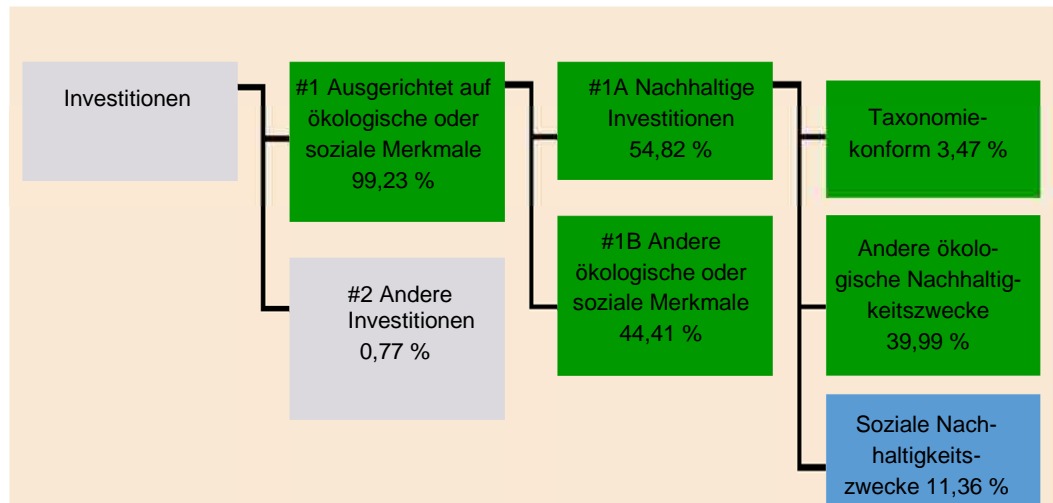 Investitionen
#1 Ausgerichtet auf
ökologische oder
soziale Merkmale
99,23 %
#2 Andere
Investitionen
0,77 %
#1A Nachhaltige
Investitionen
54,82 %
#1B Andere
ökologische oder
soziale Merkmale
44,41 %
Taxonomie-
konform 3,47 %
Andere ökolo-
gische Nachhaltig-
keitszwecke
39,99 %
Soziale Nach-
haltigkeits-
zwecke 11,36 %